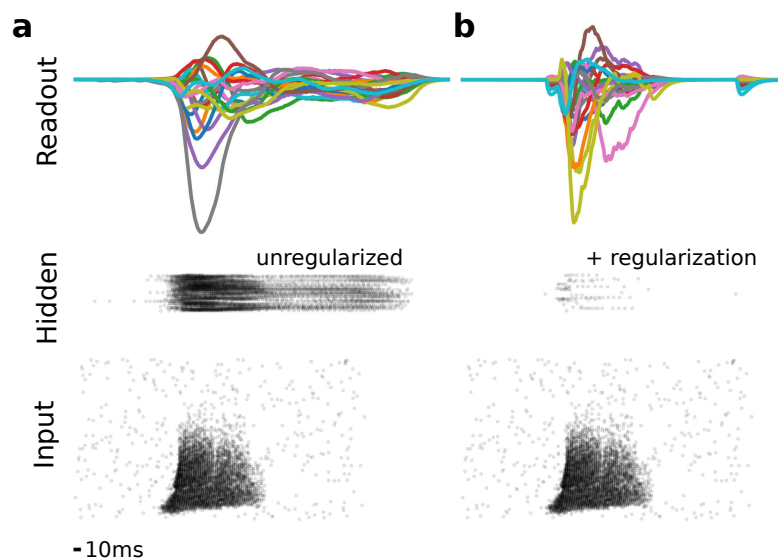 a
b
Readout
unregularized
+ regularization
Hidden
Input
10ms